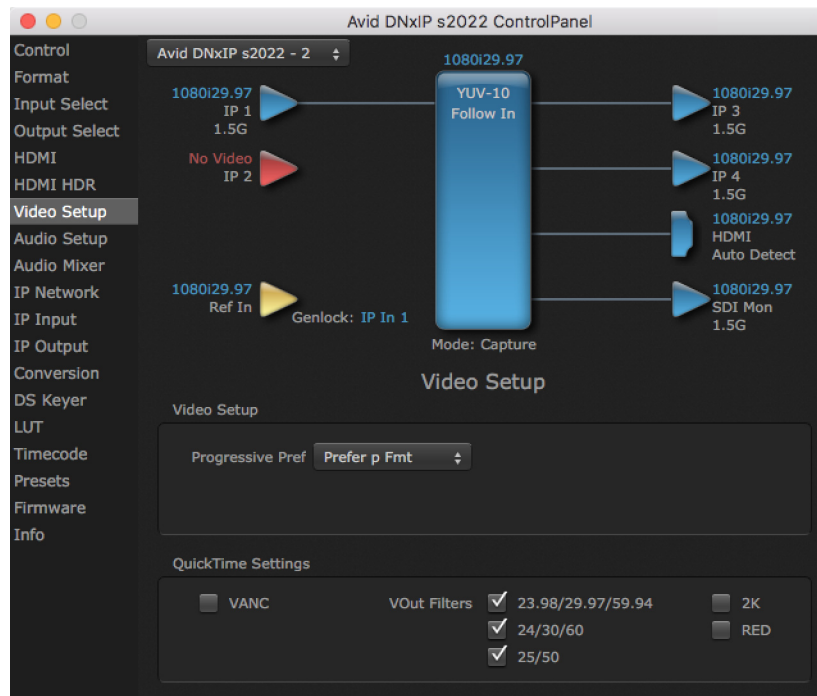 Avid DNxIP s2022 ControlPanel
Control
Format
Input Select
Output Select
HDMI
HDMI HDR
Video Setup
Audio Setup
Audio Mixer
IP Network
IP Input
IP Output
Conversion
DS Keyer
LUT
Timecode
Presets
Firmware
Info
Avid DNxIP s2022 - 2
1080i29.97
1080i29.97
IP 1
1.5G
No Video
IP 2
1080i29.97
Ref In
Genlock: IP In 1
YUV-10
Follow In
Mode: Capture
1080i29.97
IP 3
1.5G
1080i29.97
IP 4
1.5G
1080i29.97
HDMI
Auto Detect
1080i29.97
SDI Mon
1.5G
Video Setup
Video Setup
Progressive Pref Prefer p Fmt
QuickTime Settings
VANC VOut Filters 23.98/29.97/59.94 2K
24/30/60 RED
25/50